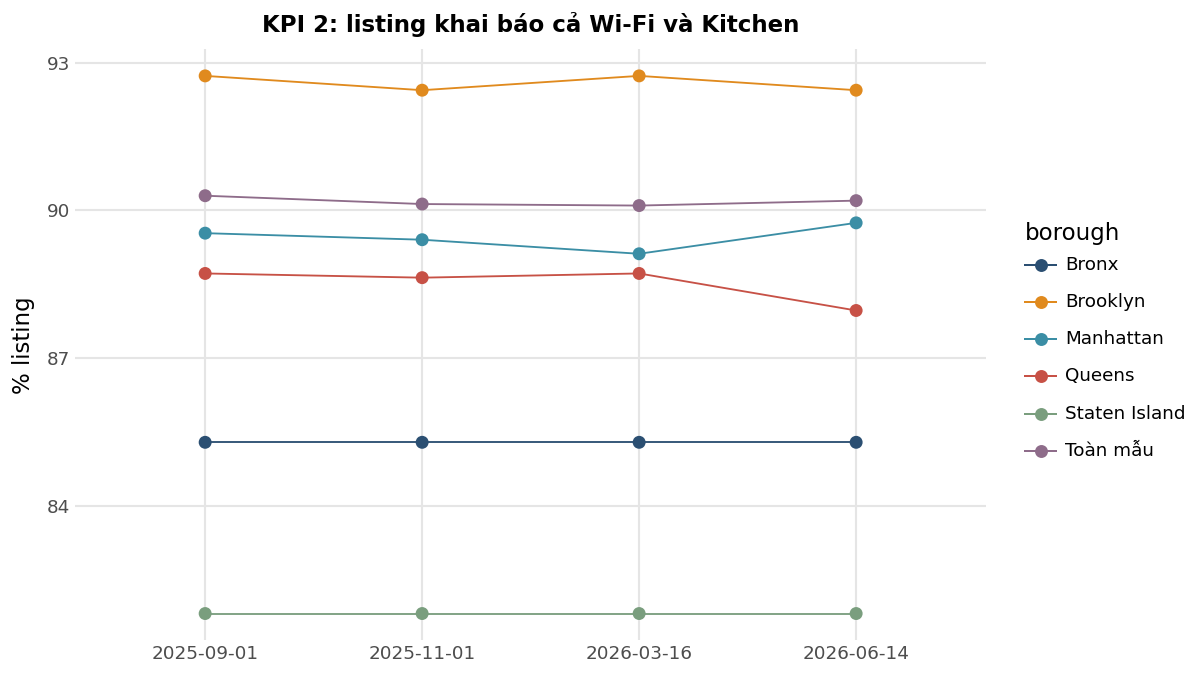 KPI 2: listing khai báo cả Wi-Fi và Kitchen
% listing
93
90
87
84
2025-09-01
2025-11-01
2026-03-16
2026-06-14
borough
Bronx
Brooklyn
Manhattan
Queens
Staten Island
Toàn mẫu